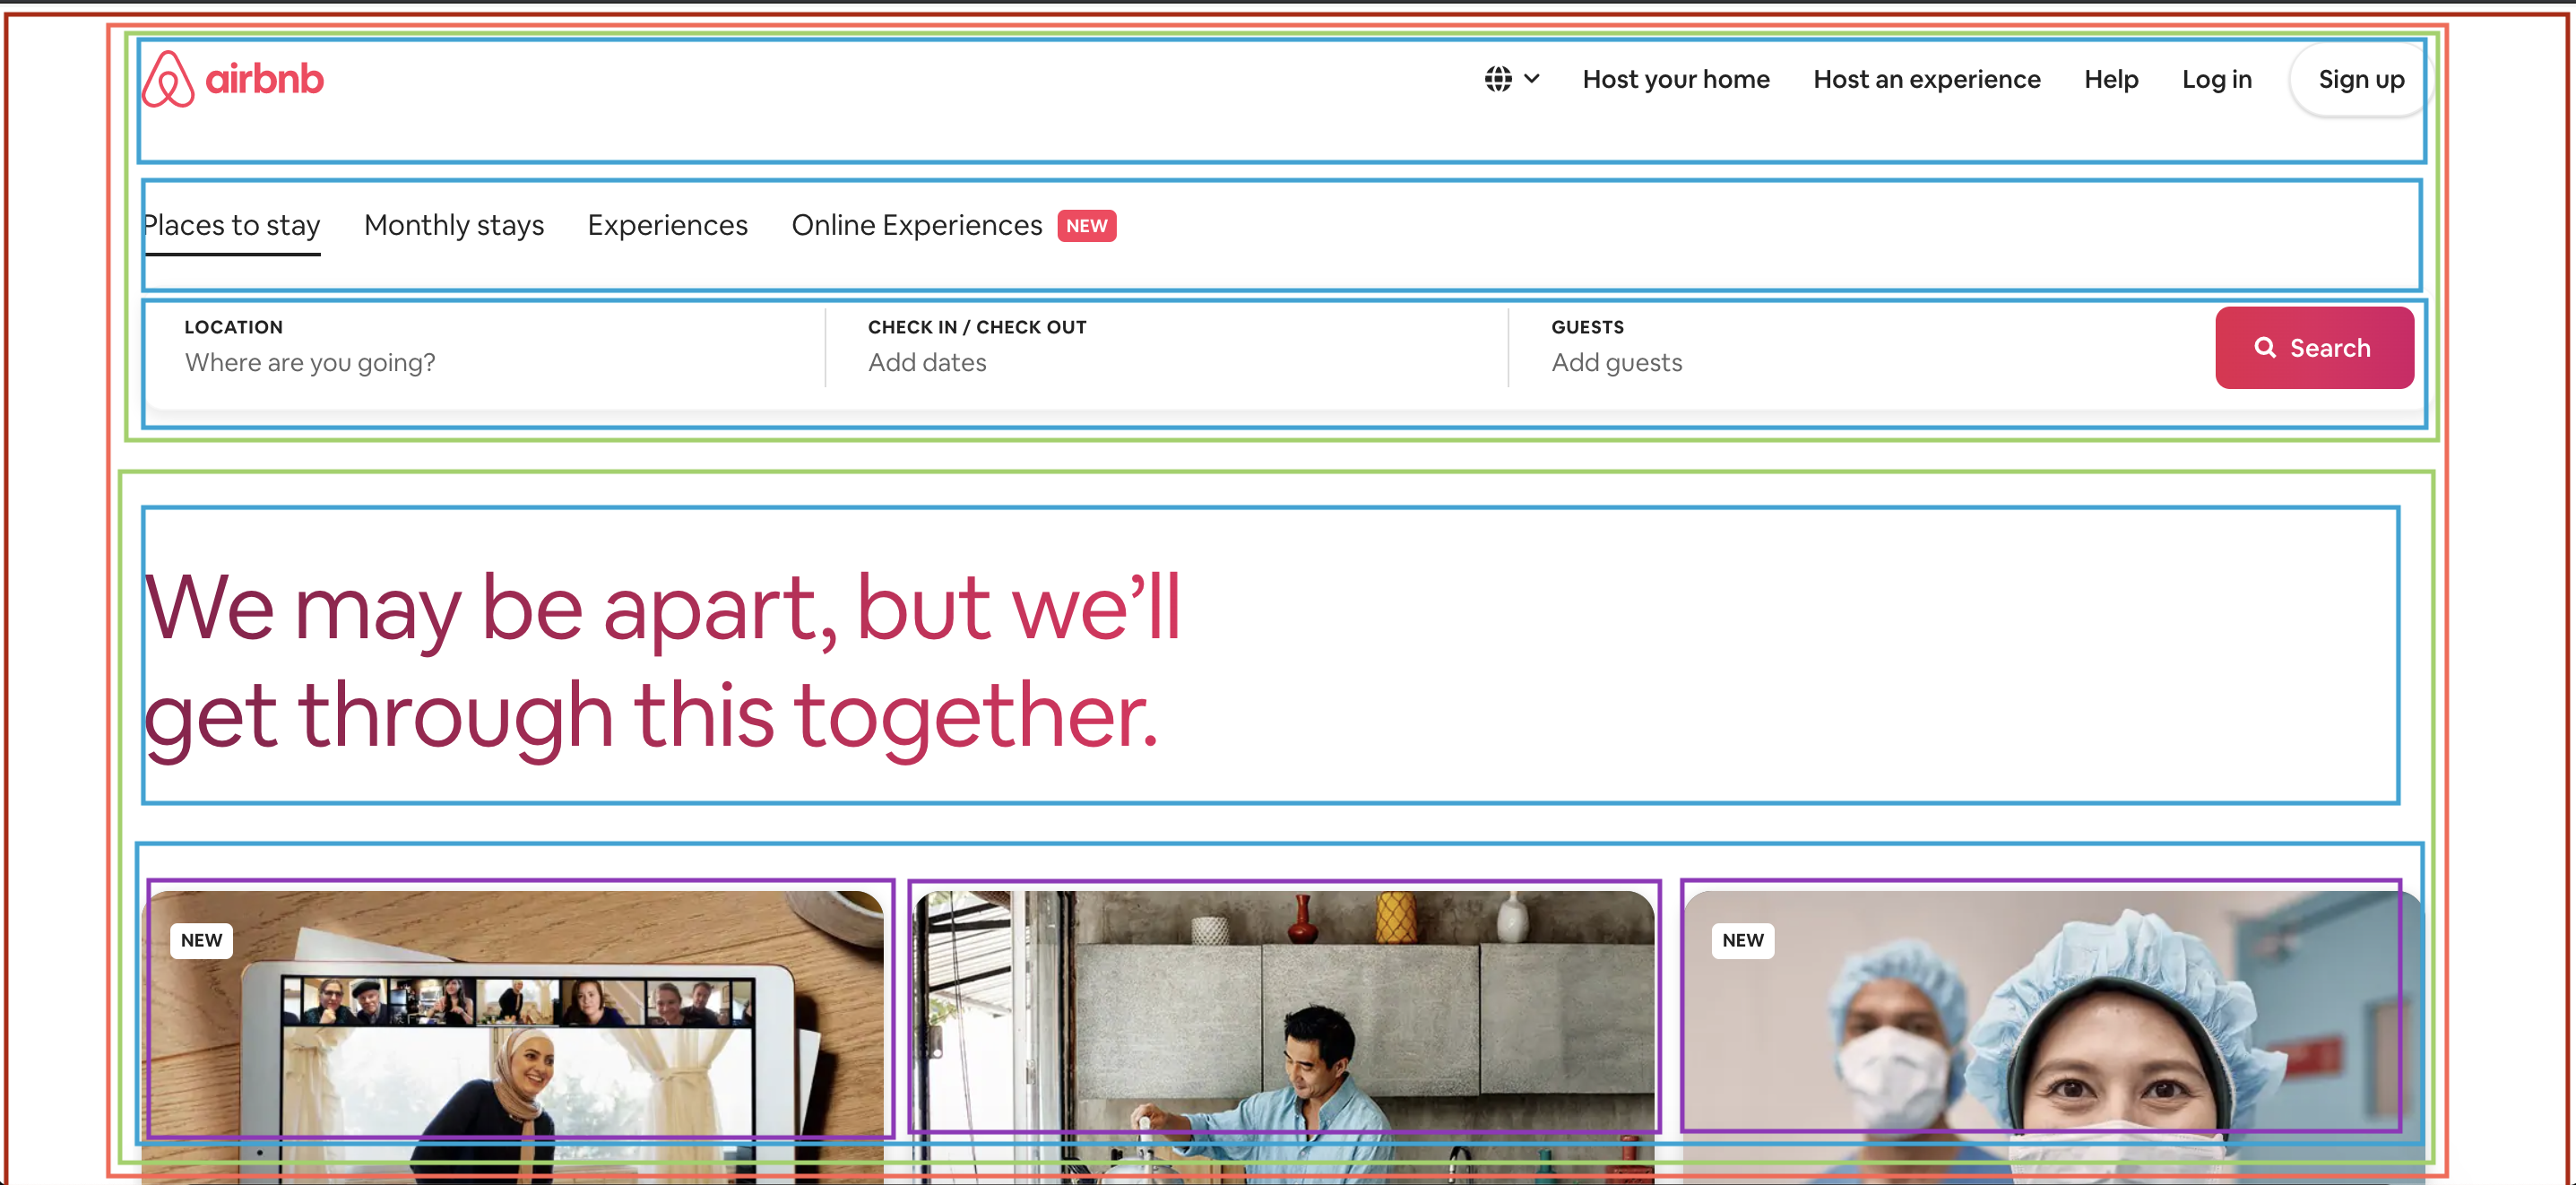 airbnb
Host your home Host an experience Help Log in Sign up
Places to stay Monthly stays Experiences Online Experiences NEW
LOCATION CHECK IN / CHECK OUT GUESTS
Where are you going? Add dates Add guests Search
We may be apart, but we’ll
get through this together.
NEW NEW